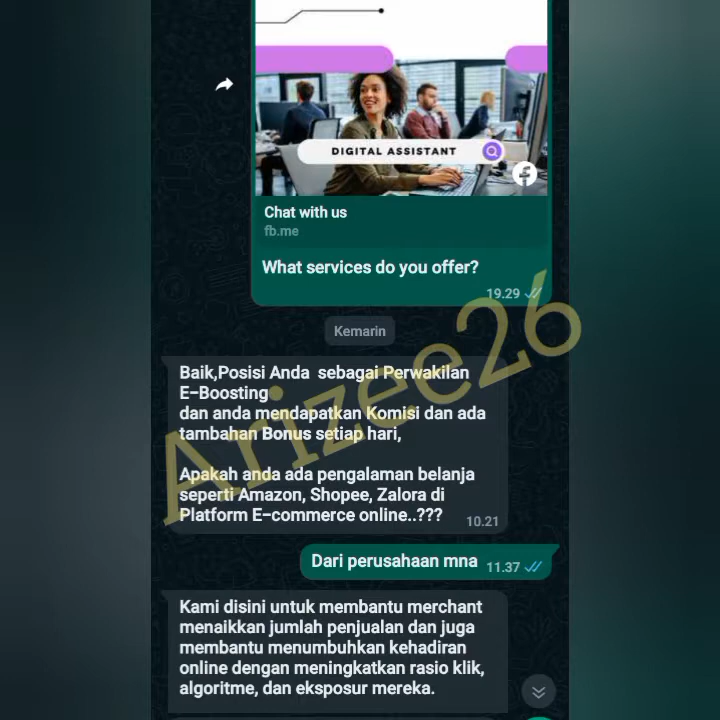 DIGITAL ASSISTANT
Chat with us
fb.me
What services do you offer?
19.29
Kemarin
Baik,Posisi Anda sebagai Perwakilan
E-Boosting
dan anda mendapatkan Komisi dan ada
tambahan Bonus setiap hari,
Apakah anda ada pengalaman belanja
seperti Amazon, Shopee, Zalora di
Platform E-commerce online..???
10.21
Dari perusahaan mna
11.37
Kami disini untuk membantu merchant
menaikkan jumlah penjualan dan juga
membantu menumbuhkan kehadiran
online dengan meningkatkan rasio klik,
algoritme, dan eksposur mereka.
Arizee26